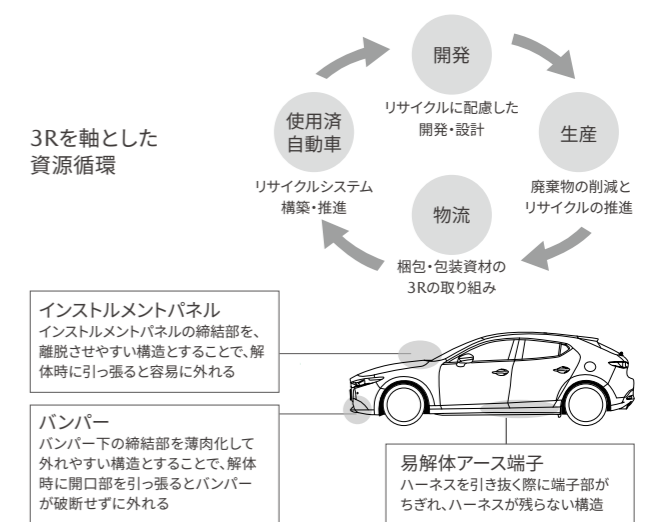 3Rを軸とした
資源循環
開発
リサイクルに配慮した
開発・設計
生産
廃棄物の削減と
リサイクルの推進
物流
梱包・包装資材の
3Rの取り組み
使用済
自動車
リサイクルシステム
構築・推進
インストルメントパネル
インストルメントパネルの締結部を、
離脱させやすい構造とすることで、解
体時に引っ張ると容易に外れる
バンパー
バンパー下の締結部を薄肉化して
外れやすい構造とすることで、解体
時に開口部を引っ張るとバンパー
が破断せずに外れる
易解体アース端子
ハーネスを引き抜く際に端子部が
ちぎれ、ハーネスが残らない構造